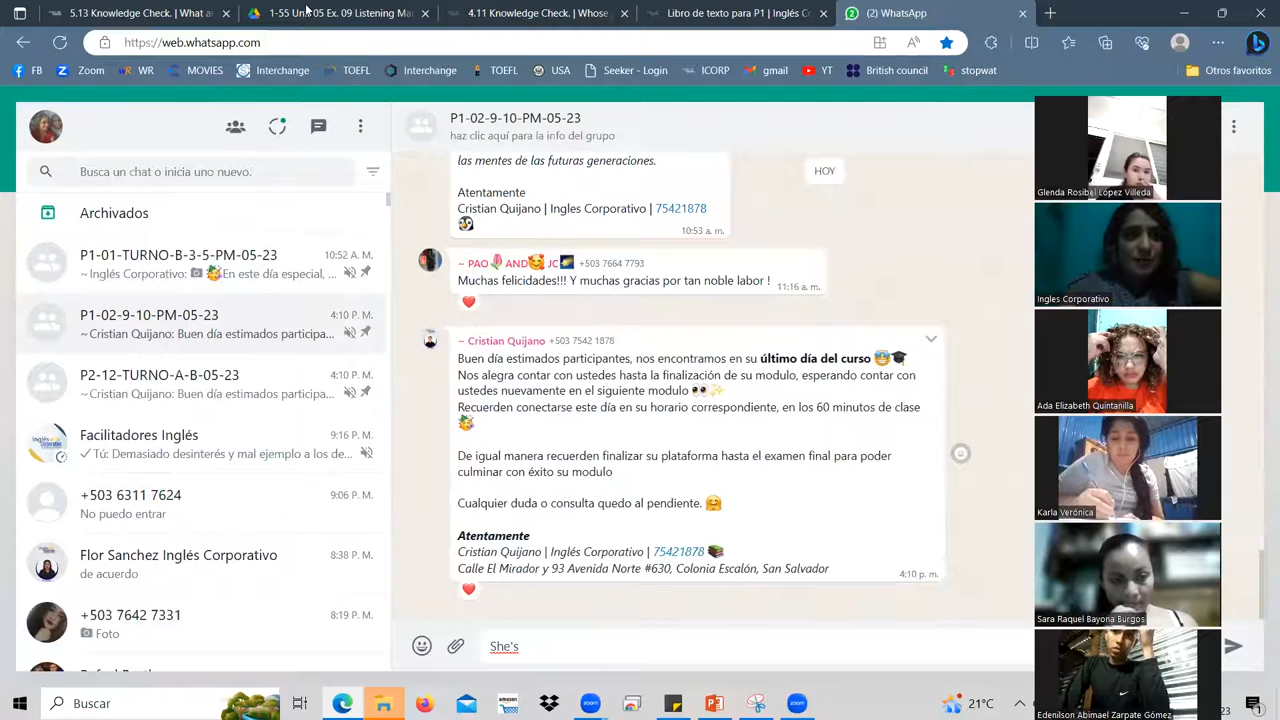 5.13 Knowledge Check. | What
1-55 Unit 05 Ex. 09 Listening Ma
4.11 Knowledge Check. | Whose
Libro de texto para P1 | Inglés Co
(2) WhatsApp
https://web.whatsapp.com
FB
Zoom
WR
MOVIES
Interchange
TOEFL
Interchange
TOEFL
USA
Seeker - Login
ICORP
gmail
YT
British council
stopwat
Otros favoritos
P1-02-9-10-PM-05-23
haz clic aquí para la info del grupo
Busca un chat o inicia uno nuevo.
Archivados
P1-01-TURNO-B-3-5-PM-05-23
10:52 A. M.
~ Inglés Corporativo: En este día especial, ...
P1-02-9-10-PM-05-23
4:10 P. M.
~ Cristian Quijano: Buen día estimados participa...
P2-12-TURNO-A-B-05-23
4:10 P. M.
~ Cristian Quijano: Buen día estimados participa...
Facilitadores Inglés
9:16 P. M.
Tú: Demasiado desinterés y mal ejemplo a los de...
+503 6311 7624
9:06 P. M.
No puedo entrar
Flor Sanchez Inglés Corporativo
8:38 P. M.
de acuerdo
+503 7642 7331
8:19 P. M.
Foto
las mentes de las futuras generaciones.
HOY
Atentamente
Cristian Quijano | Ingles Corporativo | 75421878
10:53 a. m.
~ PAO🌷AND🥰JC🌠 +503 7664 7793
Muchas felicidades!!! Y muchas gracias por tan noble labor !
11:16 a. m.
~ Cristian Quijano +503 7542 1878
Buen día estimados participantes, nos encontramos en su último día del curso
Nos alegra contar con ustedes hasta la finalización de su modulo, esperando contar con
ustedes nuevamente en el siguiente modulo
Recuerden conectarse este día en su horario correspondiente, en los 60 minutos de clase
De igual manera recuerden finalizar su plataforma hasta el examen final para poder
culminar con éxito su modulo
Cualquier duda o consulta quedo al pendiente.
Atentamente
Cristian Quijano | Inglés Corporativo | 75421878
Calle El Mirador y 93 Avenida Norte #630, Colonia Escalón, San Salvador
4:10 p. m.
She's
Glenda Rosibel López Villeda
Ingles Corporativo
Ada Elizabeth Quintanilla
Karla Verónica
Sara Raquel Bayona Burgos
Edenilson Abimael Zarpate Gómez
Buscar
amazon
21°C
23